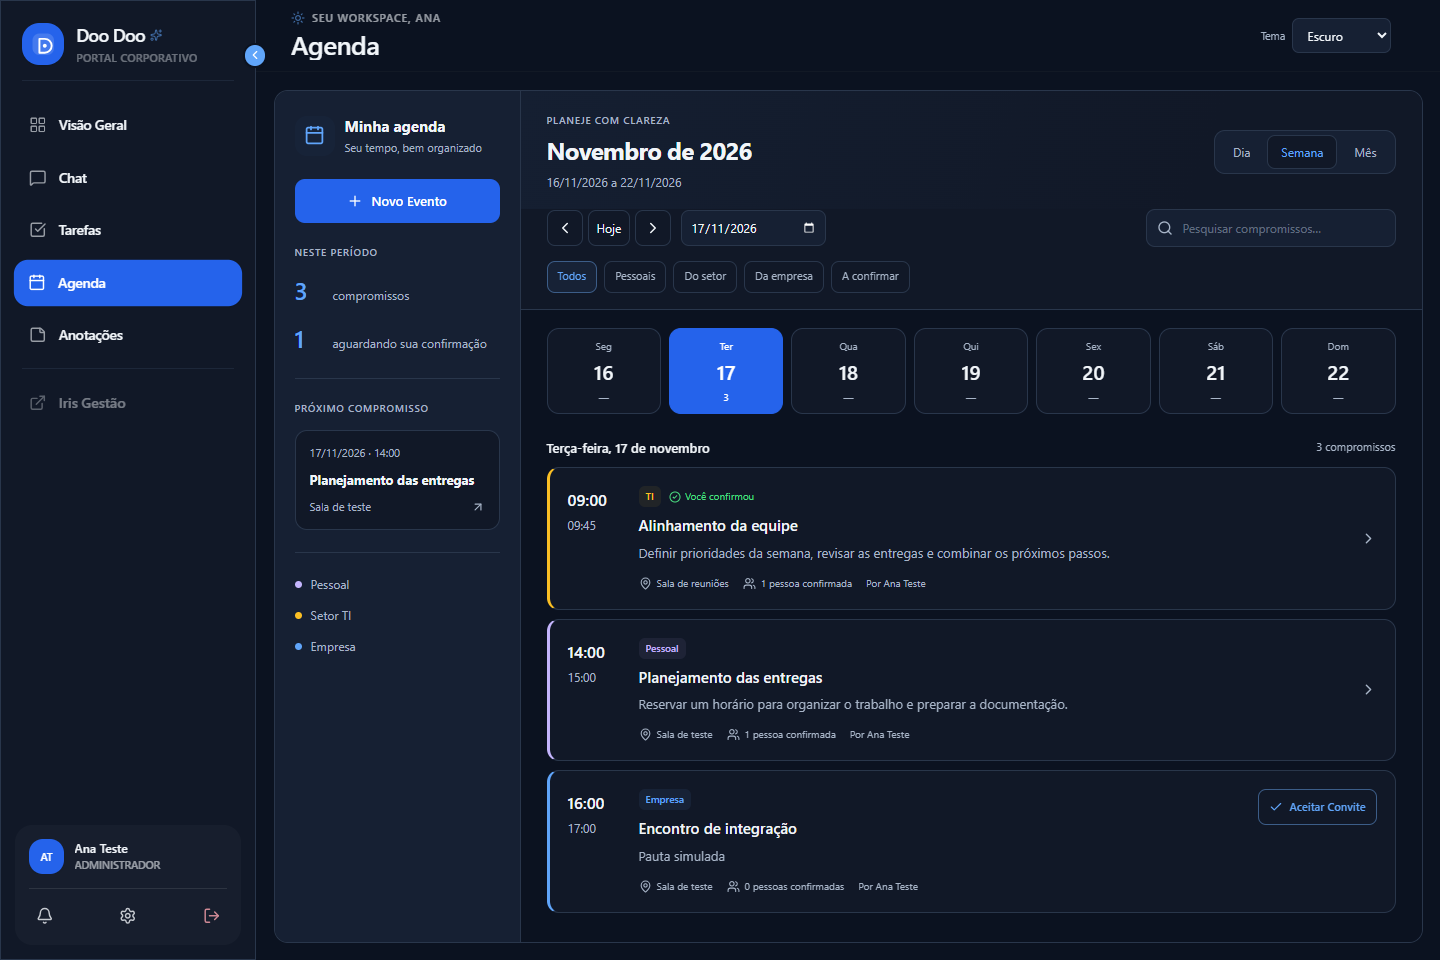 Doo Doo
PORTAL CORPORATIVO
Visão Geral
Chat
Tarefas
Agenda
Anotações
Iris Gestão
AT
Ana Teste
ADMINISTRADOR
SEU WORKSPACE, ANA
Agenda
Tema
Escuro
Minha agenda
Seu tempo, bem organizado
+ Novo Evento
NESTE PERÍODO
3 compromissos
1 aguardando sua confirmação
PRÓXIMO COMPROMISSO
17/11/2026 · 14:00
Planejamento das entregas
Sala de teste
Pessoal
Setor TI
Empresa
PLANEJE COM CLAREZA
Novembro de 2026
16/11/2026 a 22/11/2026
Dia Semana Mês
Hoje 17/11/2026
Pesquisar compromissos...
Todos Pessoais Do setor Da empresa A confirmar
Seg Ter Qua Qui Sex Sáb Dom
16 17 18 19 20 21 22
— 3 — — — — —
Terça-feira, 17 de novembro
3 compromissos
09:00
09:45
TI Você confirmou
Alinhamento da equipe
Definir prioridades da semana, revisar as entregas e combinar os próximos passos.
Sala de reuniões 1 pessoa confirmada Por Ana Teste
14:00
15:00
Pessoal
Planejamento das entregas
Reservar um horário para organizar o trabalho e preparar a documentação.
Sala de teste 1 pessoa confirmada Por Ana Teste
16:00
17:00
Empresa
Encontro de integração
Pauta simulada
Sala de teste 0 pessoas confirmadas Por Ana Teste
Aceitar Convite